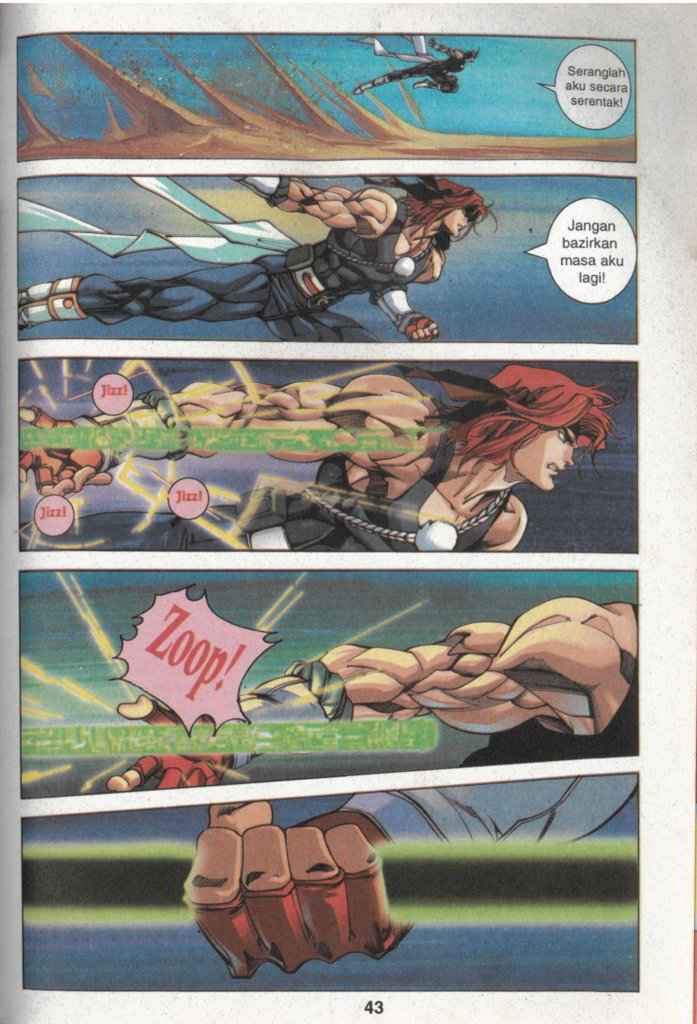 Seranglah
aku secara
serentak!
Jangan
bazirkan
masa aku
lagi!
Jizz!
Jizz!
Jizz!
Zoop!
43